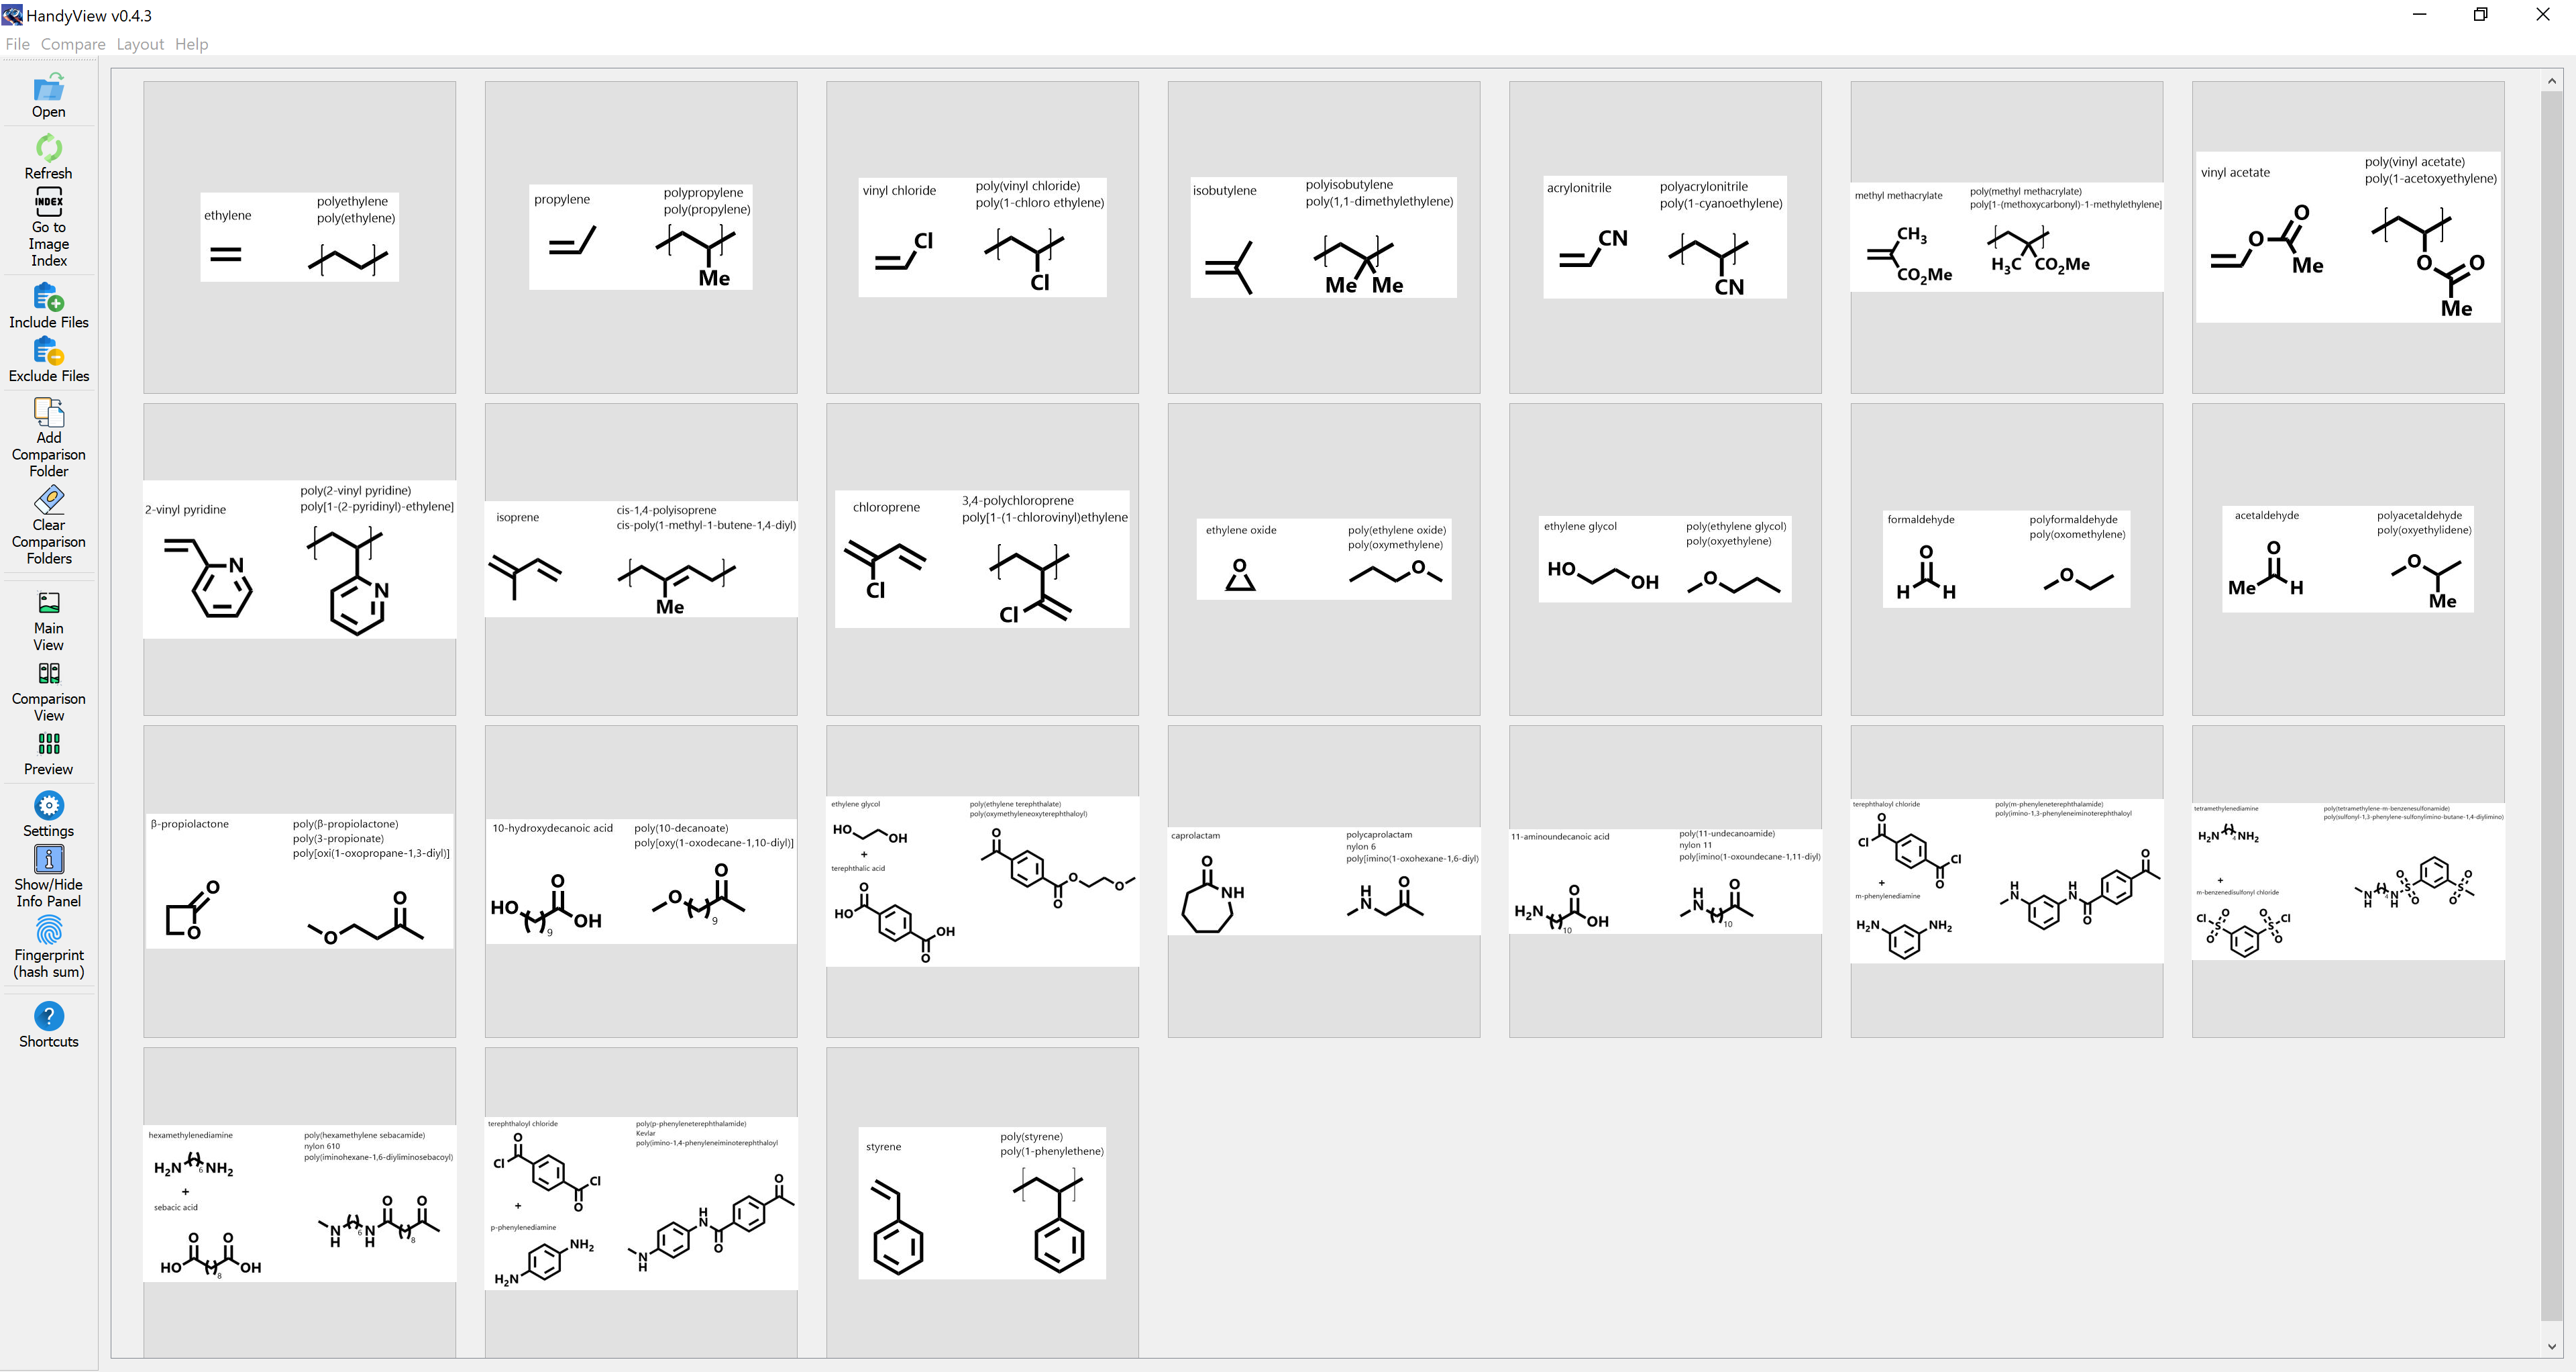 HandyView v0.4.3
File Compare Layout Help
Open
Refresh
INDEX
Go to
Image
Index
Include Files
Exclude Files
Add
Comparison
Folder
Clear
Comparison
Folders
Main
View
Comparison
View
Preview
Settings
Show/Hide
Info Panel
Fingerprint
(hash sum)
Shortcuts
ethylene
polyethylene
poly(ethylene)
propylene
polypropylene
poly(propylene)
Me
vinyl chloride
poly(vinyl chloride)
poly(1-chloro ethylene)
Cl
Cl
isobutylene
polyisobutylene
poly(1,1-dimethylethylene)
Me Me
acrylonitrile
polyacrylonitrile
poly(1-cyanoethylene)
CN
CN
methyl methacrylate
poly(methyl methacrylate)
poly[1-(methoxycarbonyl)-1-methylethylene]
CH₃
CO₂Me
H₃C CO₂Me
vinyl acetate
poly(vinyl acetate)
poly(1-acetoxyethylene)
O
O
Me
O
O
Me
2-vinyl pyridine
poly(2-vinyl pyridine)
poly[1-(2-pyridinyl)-ethylene]
N
N
isoprene
cis-1,4-polyisoprene
cis-poly(1-methyl-1-butene-1,4-diyl)
Me
chloroprene
3,4-polychloroprene
poly[1-(1-chlorovinyl)ethylene
Cl
Cl
ethylene oxide
poly(ethylene oxide)
poly(oxymethylene)
O
O
ethylene glycol
poly(ethylene glycol)
poly(oxyethylene)
HO
OH
O
formaldehyde
polyformaldehyde
poly(oxomethylene)
O
H H
O
acetaldehyde
polyacetaldehyde
poly(oxyethylidene)
O
Me H
O
Me
β-propiolactone
poly(β-propiolactone)
poly(3-propionate)
poly[oxi(1-oxopropane-1,3-diyl)]
O
O
O
O
10-hydroxydecanoic acid
poly(10-decanoate)
poly[oxy(1-oxodecane-1,10-diyl)]
O
HO
9
OH
O
O
9
ethylene glycol
poly(ethylene terephthalate)
poly(oxymethyleneoxyterephthaloyl)
HO
OH
+
terephthalic acid
O
HO
OH
O
O
O
O
O
caprolactam
polycaprolactam
nylon 6
poly[imino(1-oxohexane-1,6-diyl)
O
NH
H
N
O
11-aminoundecanoic acid
poly(11-undecanoamide)
nylon 11
poly[imino(1-oxoundecane-1,11-diyl)
O
H₂N
10
OH
H
N
O
10
terephthaloyl chloride
poly(m-phenyleneterephthalamide)
poly(imino-1,3-phenyleneiminoterephthaloyl
O
Cl
Cl
O
+
m-phenylenediamine
H₂N
NH₂
H
N
H
N
O
O
tetramethylenediamine
poly(tetramethylene-m-benzenesulfonamide)
poly(sulfonyl-1,3-phenylene-sulfonylimino-butane-1,4-diylimino)
H₂N
4
NH₂
+
m-benzenedisulfonyl chloride
Cl
O
S
O
O
Cl
S
O
N
H
4
N
H
O
S
O
O
S
O
hexamethylenediamine
poly(hexamethylene sebacamide)
nylon 610
poly(iminohexane-1,6-diyliminosebacoyl)
H₂N
6
NH₂
+
sebacic acid
O O
HO
8
OH
N
H
6
N
H
O O
8
terephthaloyl chloride
poly(p-phenyleneterephthalamide)
Kevlar
poly(imino-1,4-phenyleneiminoterephthaloyl
O
Cl
Cl
O
+
p-phenylenediamine
NH₂
H₂N
N
H
H
N
O
O
styrene
poly(styrene)
poly(1-phenylethene)